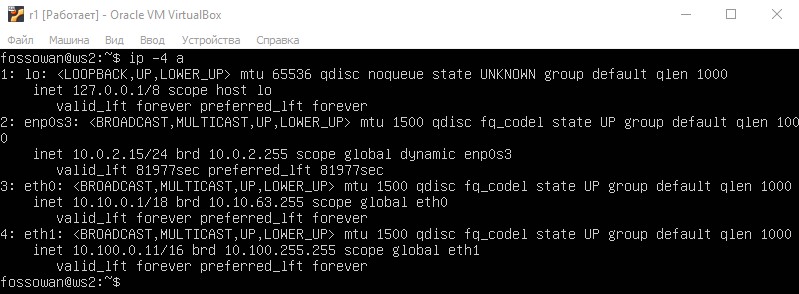 r1 [Работает] - Oracle VM VirtualBox
Файл Машина Вид Ввод Устройства Справка
fossowan@ws2:~$ ip -4 a
1: lo: <LOOPBACK,UP,LOWER_UP> mtu 65536 qdisc noqueue state UNKNOWN group default qlen 1000
    inet 127.0.0.1/8 scope host lo
       valid_lft forever preferred_lft forever
2: enp0s3: <BROADCAST,MULTICAST,UP,LOWER_UP> mtu 1500 qdisc fq_codel state UP group default qlen 100
0
    inet 10.0.2.15/24 brd 10.0.2.255 scope global dynamic enp0s3
       valid_lft 81977sec preferred_lft 81977sec
3: eth0: <BROADCAST,MULTICAST,UP,LOWER_UP> mtu 1500 qdisc fq_codel state UP group default qlen 1000
    inet 10.10.0.1/18 brd 10.10.63.255 scope global eth0
       valid_lft forever preferred_lft forever
4: eth1: <BROADCAST,MULTICAST,UP,LOWER_UP> mtu 1500 qdisc fq_codel state UP group default qlen 1000
    inet 10.100.0.11/16 brd 10.100.255.255 scope global eth1
       valid_lft forever preferred_lft forever
fossowan@ws2:~$